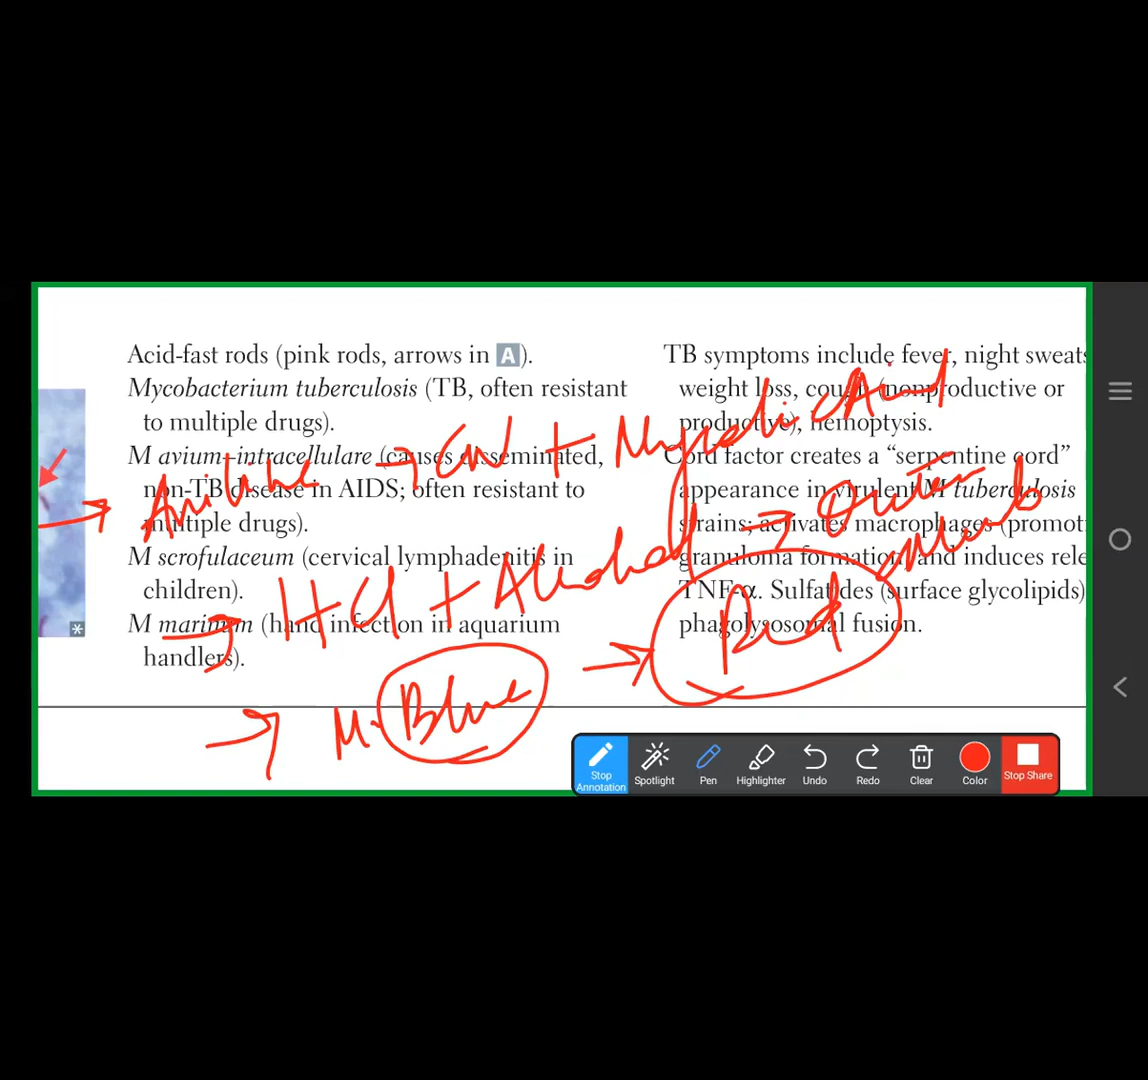 Acid-fast rods (pink rods, arrows in A).
Mycobacterium tuberculosis (TB, often resistant
to multiple drugs).
M avium–intracellulare (causes disseminated,
non-TB disease in AIDS; often resistant to
multiple drugs).
M scrofulaceum (cervical lymphadenitis in
children).
M marinum (hand infection in aquarium
handlers).
TB symptoms include fever, night sweats
weight loss, cough (nonproductive or
productive), hemoptysis.
Cord factor creates a “serpentine cord”
appearance in virulent M tuberculosis
strains; activates macrophages (promot
granuloma formation) and induces rele
TNF-α. Sulfatides (surface glycolipids)
phagolysosomal fusion.
→ Aniline → CW + Mycolic Acid
→ HCl + Alcohol → Outer
→ M. Blue → Red
*
Stop Annotation
Spotlight
Pen
Highlighter
Undo
Redo
Clear
Color
Stop Share